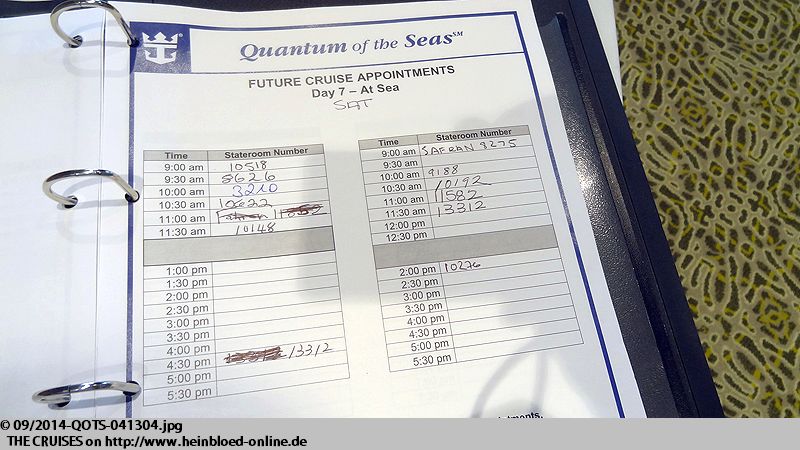 Quantum of the Seas SM
FUTURE CRUISE APPOINTMENTS
Day 7 – At Sea
SAT
Time Stateroom Number
9:00 am 10518
9:30 am 8626
10:00 am 3210
10:30 am 10622
11:00 am
11:30 am 10148
1:00 pm
1:30 pm
2:00 pm
2:30 pm
3:00 pm
3:30 pm
4:00 pm
4:30 pm 13312
5:00 pm
5:30 pm
Time Stateroom Number
9:00 am SAFRAN 8275
9:30 am
10:00 am 9188
10:30 am 10192
11:00 am 11582
11:30 am 13312
12:00 pm
12:30 pm
2:00 pm 10276
2:30 pm
3:00 pm
3:30 pm
4:00 pm
4:30 pm
5:00 pm
5:30 pm
© 09/2014-QOTS-041304.jpg
THE CRUISES on http://www.heinbloed-online.de